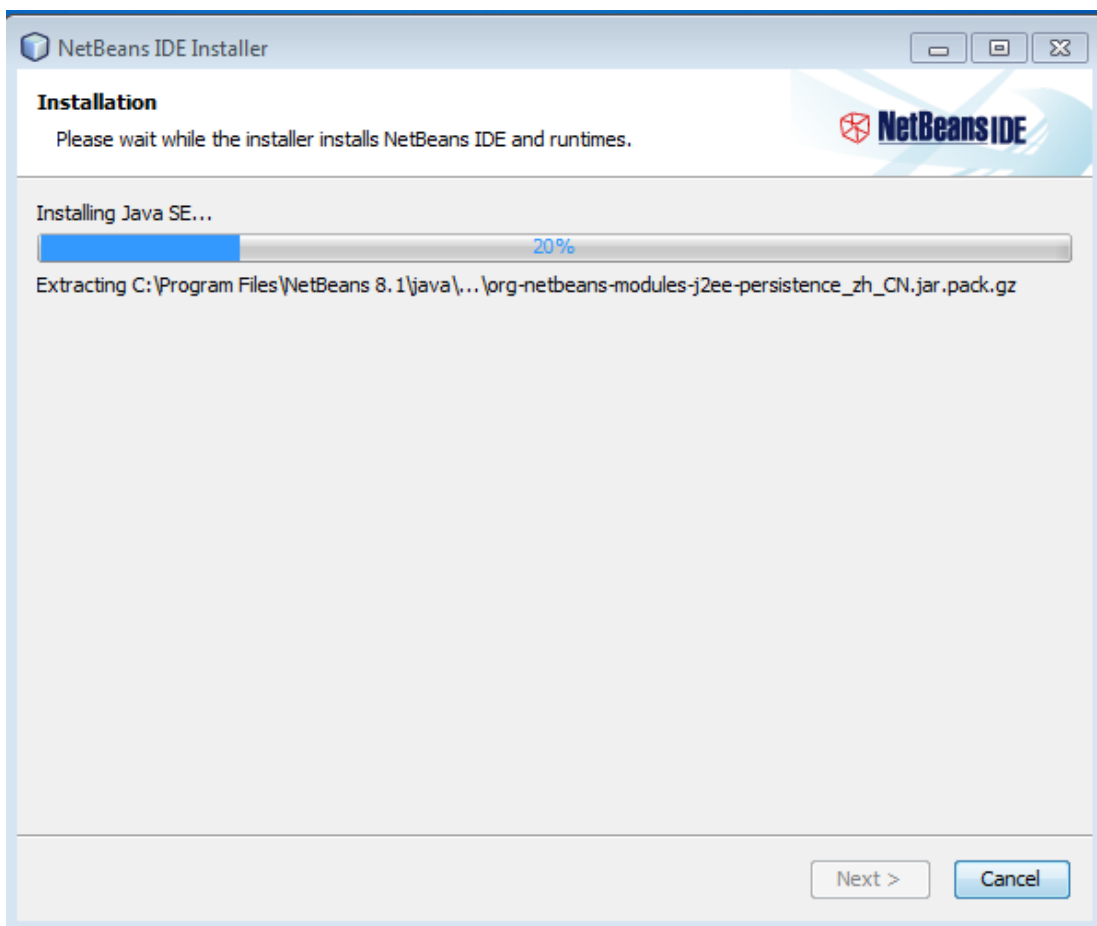 NetBeans IDE Installer
Installation
Please wait while the installer installs NetBeans IDE and runtimes.
NetBeans IDE
Installing Java SE...
20%
Extracting C:\Program Files\NetBeans 8.1\java\...\org-netbeans-modules-j2ee-persistence_zh_CN.jar.pack.gz
Next >
Cancel